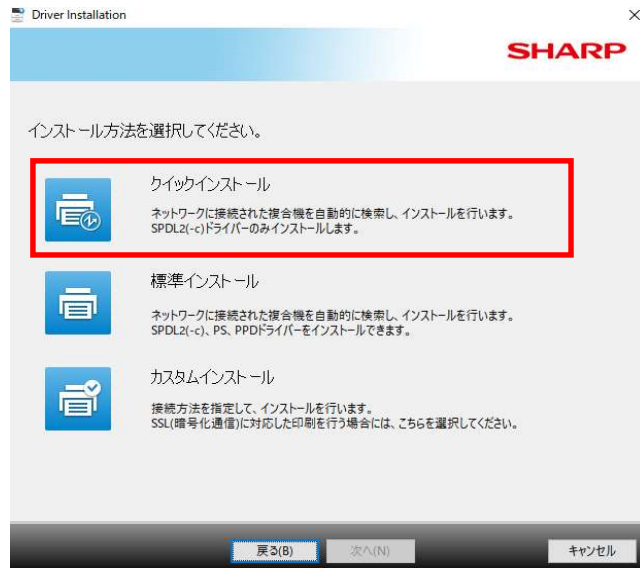 Driver Installation
SHARP
インストール方法を選択してください。
クイックインストール
ネットワークに接続された複合機を自動的に検索し、インストールを行います。
SPDL2(-c)ドライバーのみインストールします。
標準インストール
ネットワークに接続された複合機を自動的に検索し、インストールを行います。
SPDL2(-c)、PS、PPDドライバーをインストールできます。
カスタムインストール
接続方法を指定して、インストールを行います。
SSL(暗号化通信)に対応した印刷を行う場合には、こちらを選択してください。
戻る(B) 次へ(N) キャンセル